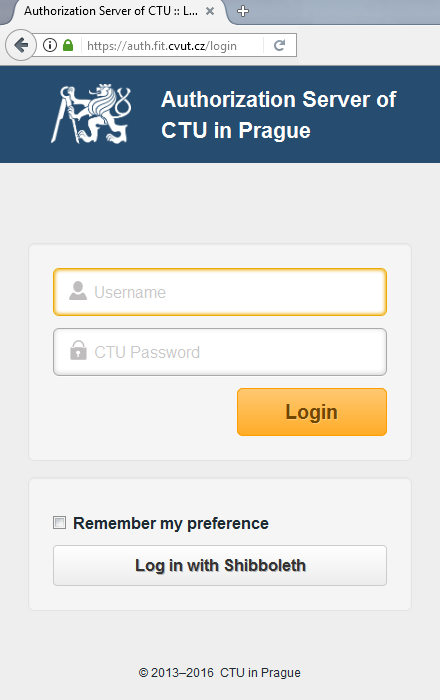 Authorization Server of CTU :: L...
https://auth.fit.cvut.cz/login
Authorization Server of
CTU in Prague
Username
CTU Password
Login
Remember my preference
Log in with Shibboleth
© 2013–2016 CTU in Prague